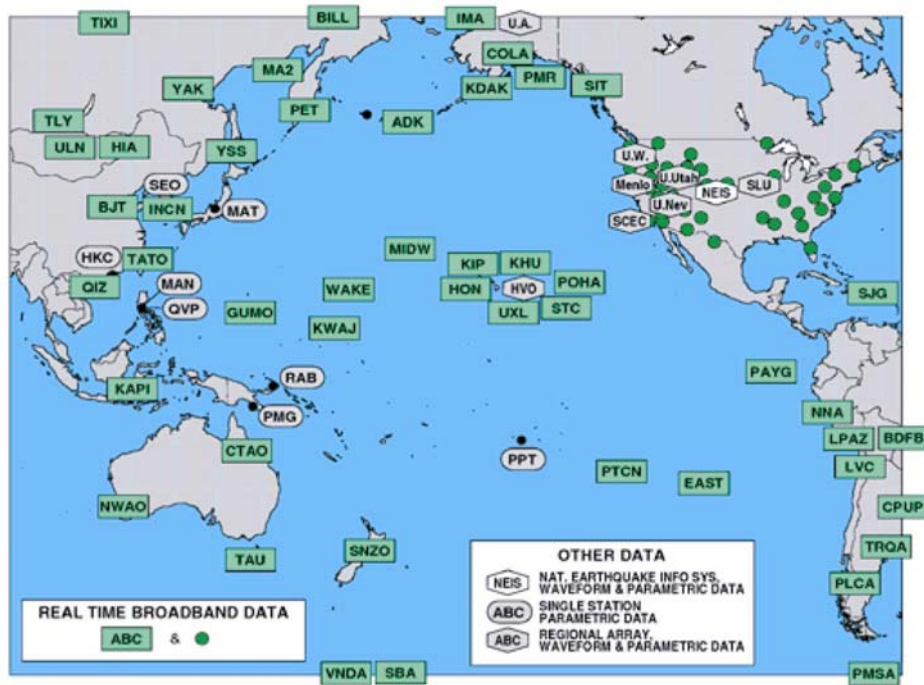 TIXI
BILL
IMA
U.A.
COLA
MA2
PMR
YAK
KDAK
SIT
PET
TLY
ADK
ULN
HIA
YSS
U.W.
SEO
Menlo
U.Utah
NEIS
SLU
BJT
INCN
MAT
U.Nev
SCEC
MIDW
HKC
TATO
KIP
KHU
QIZ
MAN
WAKE
HON
HVO
POHA
SJG
QVP
GUMO
UXL
STC
KWAJ
PAYG
RAB
KAPI
NNA
PMG
LPAZ
BDFB
CTAO
PPT
PTCN
LVC
EAST
NWAO
CPUP
SNZO
TRQA
TAU
PLCA
OTHER DATA
NEIS NAT. EARTHQUAKE INFO SYS,
WAVEFORM & PARAMETRIC DATA
ABC SINGLE STATION
PARAMETRIC DATA
ABC REGIONAL ARRAY,
WAVEFORM & PARAMETRIC DATA
REAL TIME BROADBAND DATA
ABC &
VNDA
SBA
PMSA